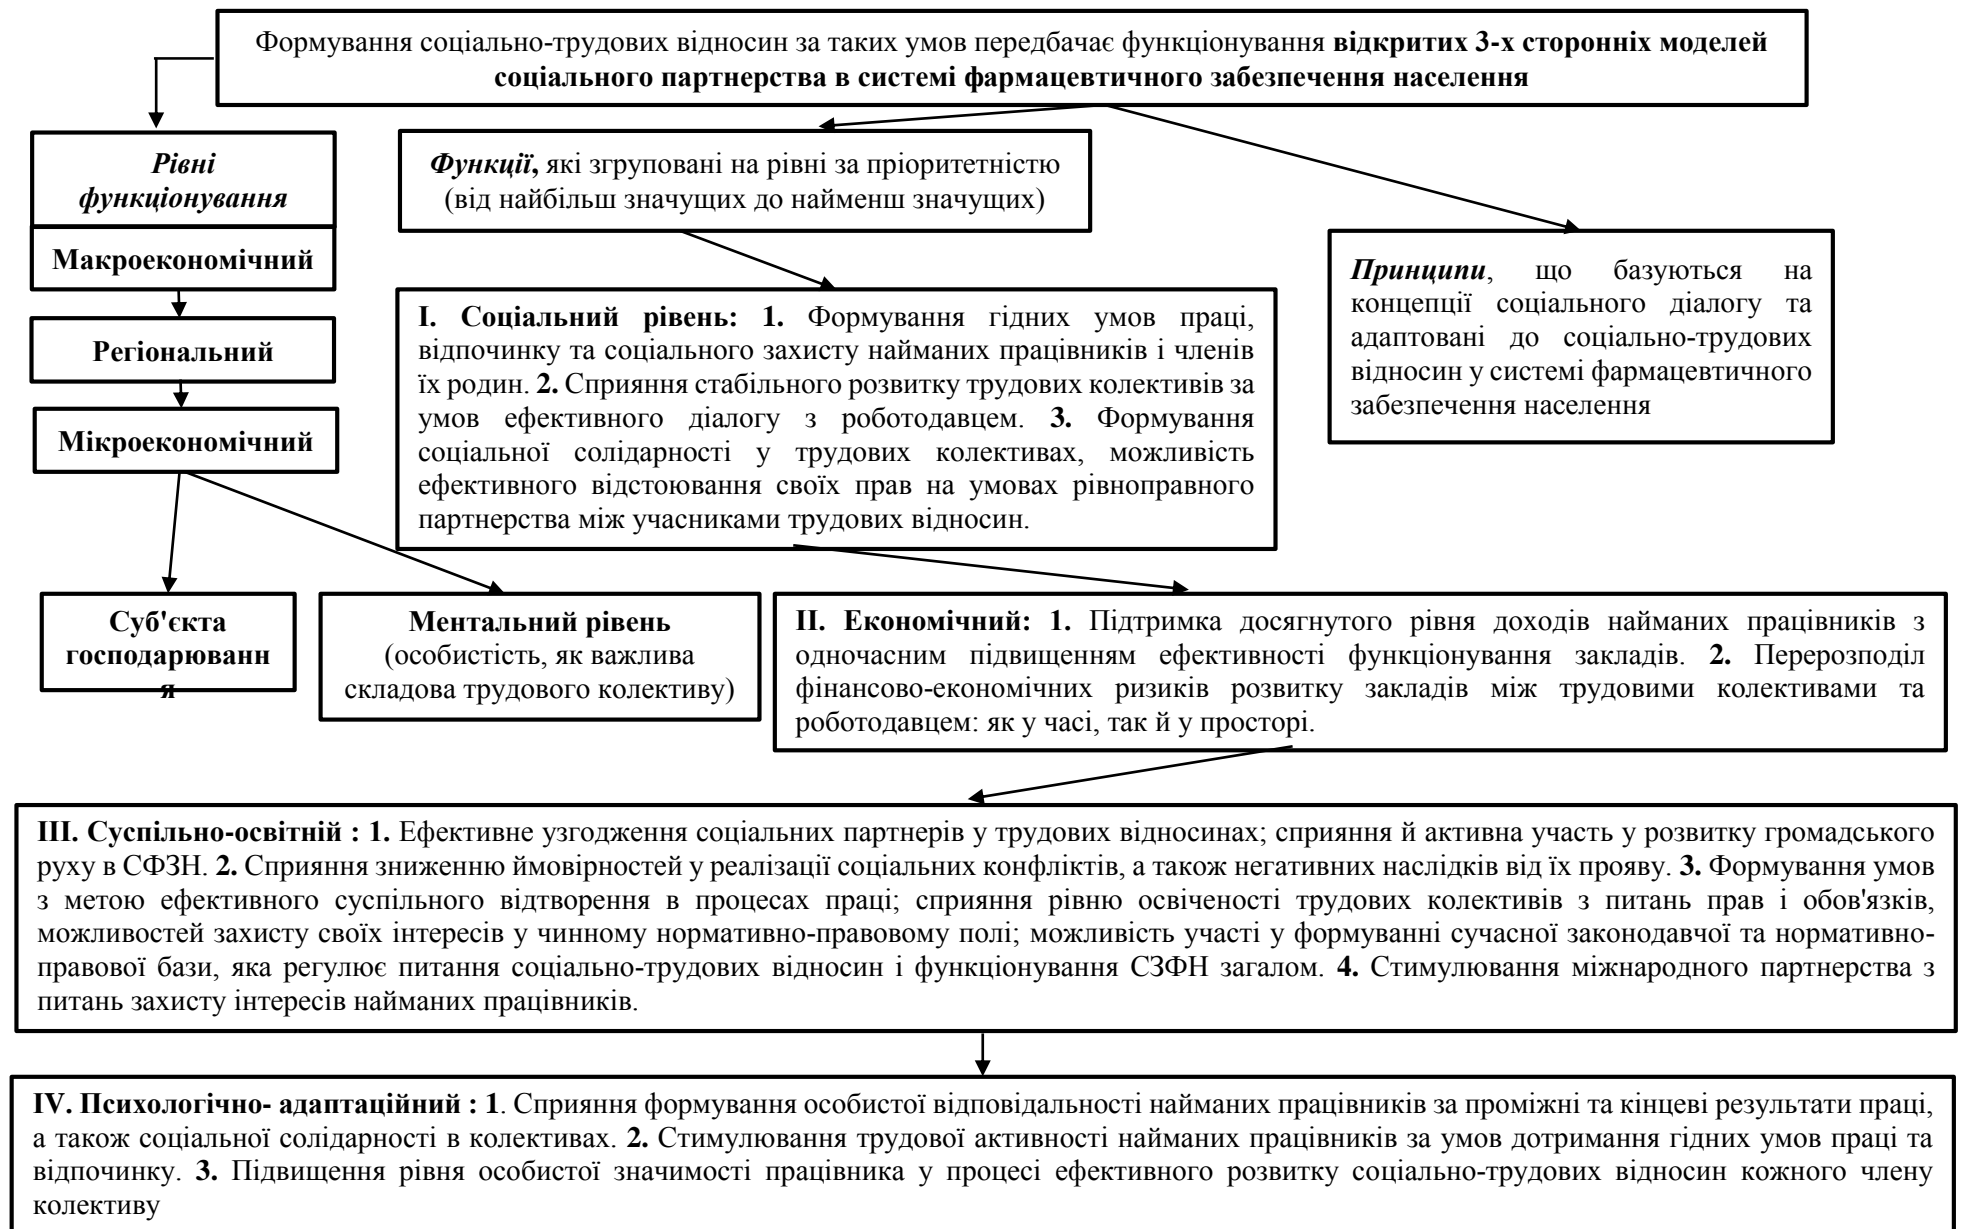 Формування соціально-трудових відносин за таких умов передбачає функціонування відкритих 3-х сторонніх моделей
соціального партнерства в системі фармацевтичного забезпечення населення
Рівні
функціонування
Макроекономічний
Регіональний
Мікроекономічний
Суб'єкта
господарюванн
я
Ментальний рівень
(особистість, як важлива
складова трудового колективу)
Функції, які згруповані на рівні за пріоритетністю
(від найбільш значущих до найменш значущих)
Принципи, що базуються на
концепції соціального діалогу та
адаптовані до соціально-трудових
відносин у системі фармацевтичного
забезпечення населення
I. Соціальний рівень: 1. Формування гідних умов праці,
відпочинку та соціального захисту найманих працівників і членів
їх родин. 2. Сприяння стабільного розвитку трудових колективів за
умов ефективного діалогу з роботодавцем. 3. Формування
соціальної солідарності у трудових колективах, можливість
ефективного відстоювання своїх прав на умовах рівноправного
партнерства між учасниками трудових відносин.
II. Економічний: 1. Підтримка досягнутого рівня доходів найманих працівників з
одночасним підвищенням ефективності функціонування закладів. 2. Перерозподіл
фінансово-економічних ризиків розвитку закладів між трудовими колективами та
роботодавцем: як у часі, так й у просторі.
III. Суспільно-освітній : 1. Ефективне узгодження соціальних партнерів у трудових відносинах; сприяння й активна участь у розвитку громадського
руху в СФЗН. 2. Сприяння зниженню ймовірностей у реалізації соціальних конфліктів, а також негативних наслідків від їх прояву. 3. Формування умов
з метою ефективного суспільного відтворення в процесах праці; сприяння рівню освіченості трудових колективів з питань прав і обов'язків,
можливостей захисту своїх інтересів у чинному нормативно-правовому полі; можливість участі у формуванні сучасної законодавчої та нормативно-
правової бази, яка регулює питання соціально-трудових відносин і функціонування СЗФН загалом. 4. Стимулювання міжнародного партнерства з
питань захисту інтересів найманих працівників.
IV. Психологічно- адаптаційний : 1. Сприяння формування особистої відповідальності найманих працівників за проміжні та кінцеві результати праці,
а також соціальної солідарності в колективах. 2. Стимулювання трудової активності найманих працівників за умов дотримання гідних умов праці та
відпочинку. 3. Підвищення рівня особистої значимості працівника у процесі ефективного розвитку соціально-трудових відносин кожного члену
колективу